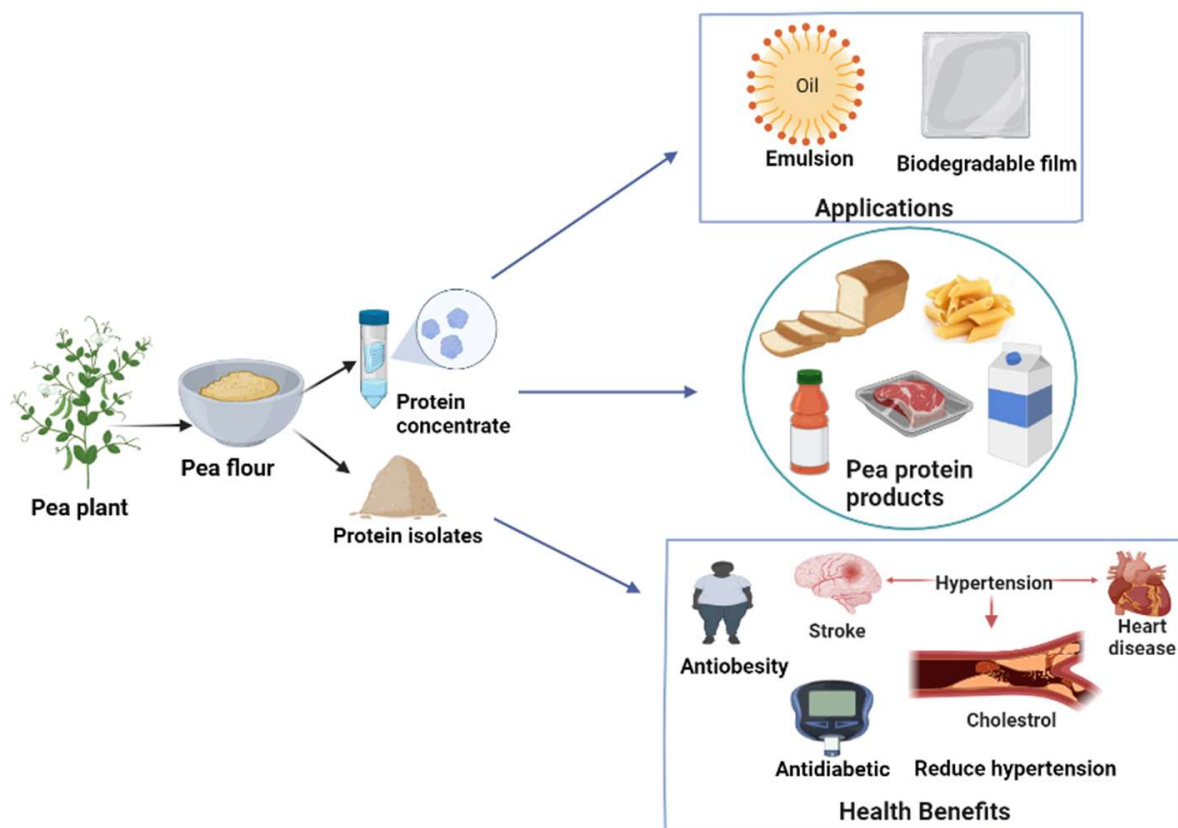 Oil
Emulsion
Biodegradable film
Applications
Pea plant
Pea flour
Protein
concentrate
Protein isolates
Pea protein
products
Hypertension
Stroke
Heart
disease
Antiobesity
Cholestrol
Antidiabetic
Reduce hypertension
Health Benefits